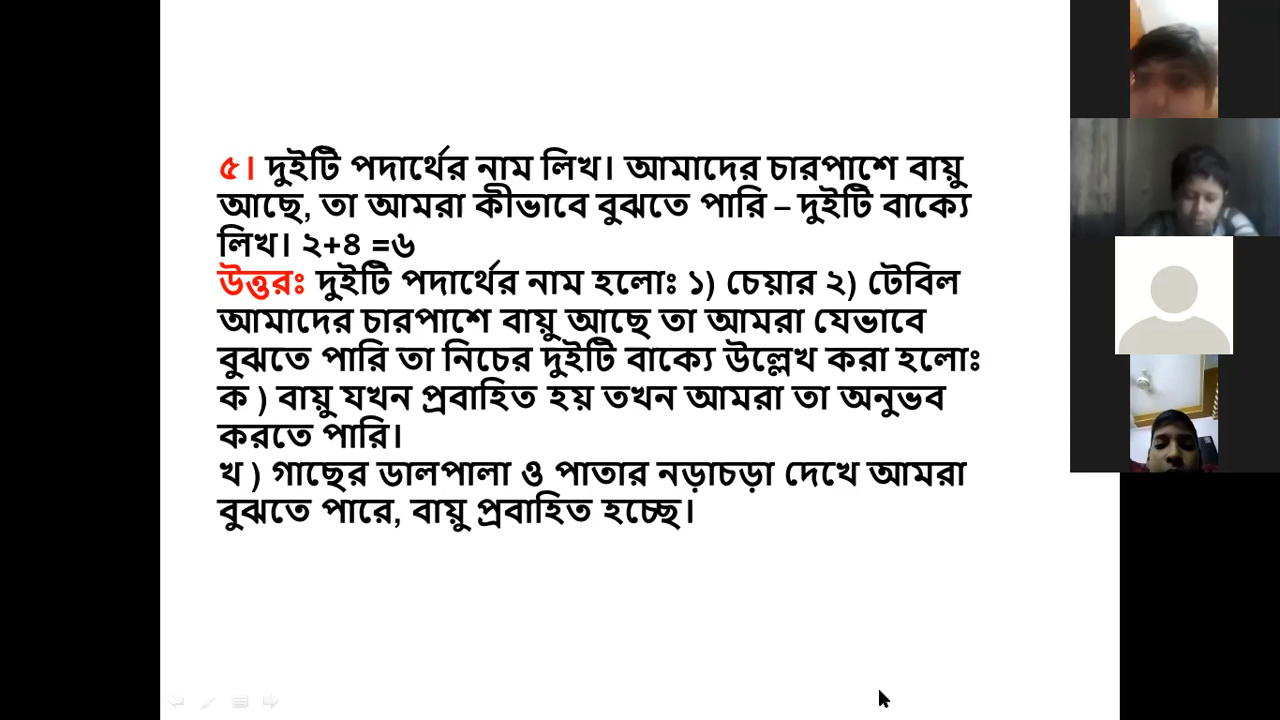 ৫। দুইটি পদার্থের নাম লিখ। আমাদের চারপাশে বায়ু
আছে, তা আমরা কীভাবে বুঝতে পারি – দুইটি বাক্যে
লিখ। ২+৪ =৬
উত্তরঃ দুইটি পদার্থের নাম হলোঃ ১) চেয়ার ২) টেবিল
আমাদের চারপাশে বায়ু আছে তা আমরা যেভাবে
বুঝতে পারি তা নিচের দুইটি বাক্যে উল্লেখ করা হলোঃ
ক ) বায়ু যখন প্রবাহিত হয় তখন আমরা তা অনুভব
করতে পারি।
খ ) গাছের ডালপালা ও পাতার নড়াচড়া দেখে আমরা
বুঝতে পারে, বায়ু প্রবাহিত হচ্ছে।